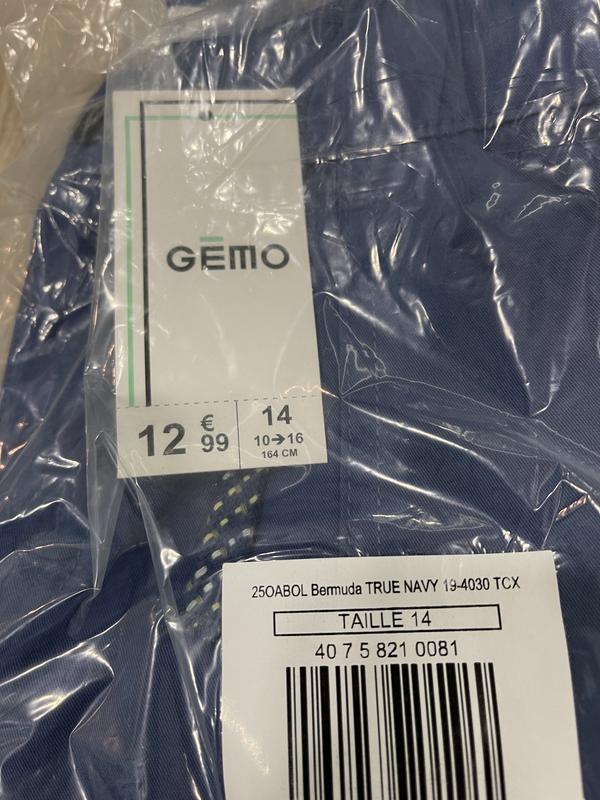 GĒMO
12 €99
14
10→16
164 CM
25OABOL Bermuda TRUE NAVY 19-4030 TCX
TAILLE 14
40 7 5 821 0081